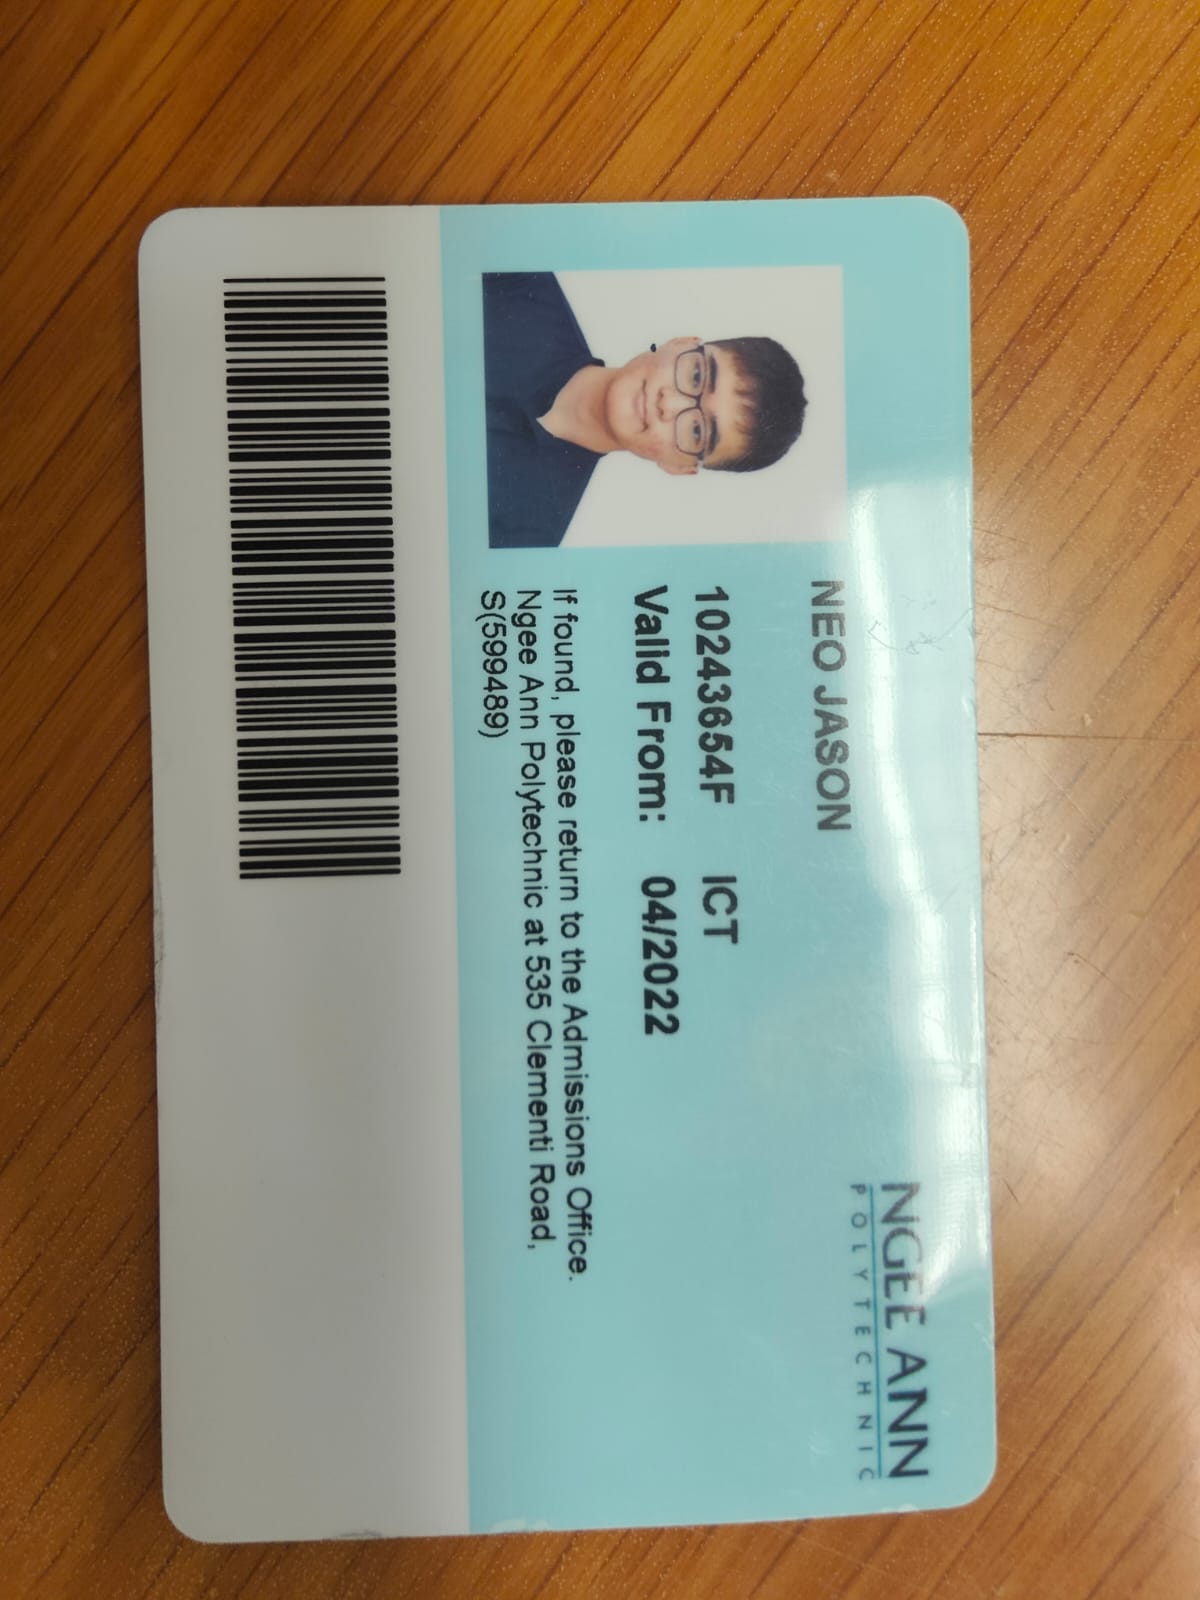 NGEE ANN
POLYTECHNIC
NEO JASON
10243654F ICT
Valid From: 04/2022
If found, please return to the Admissions Office.
Ngee Ann Polytechnic at 535 Clementi Road,
S(599489)